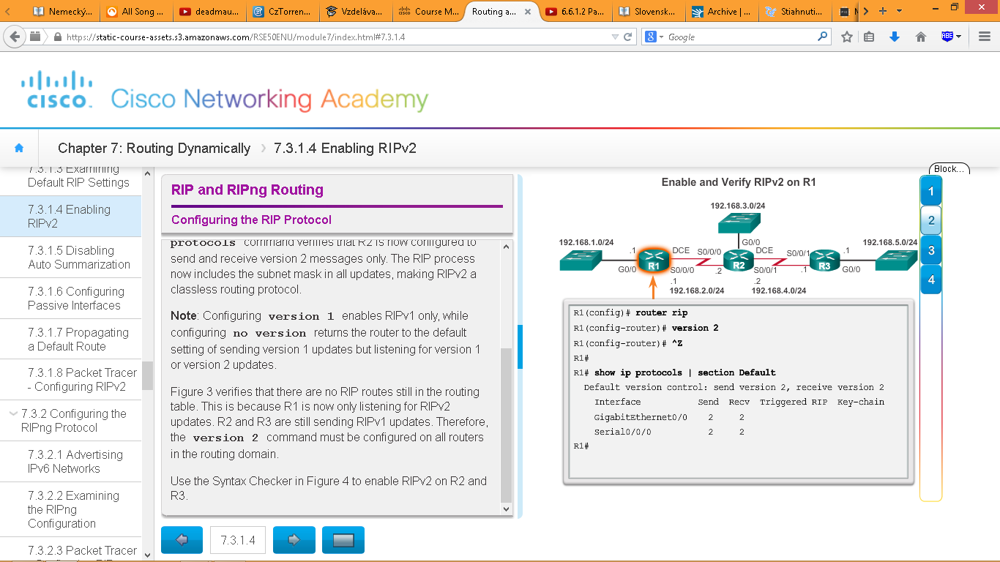 Nemecký...
All Song ...
deadmau...
CzTorren...
Vzdeláva...
Course M...
Routing a...
6.6.1.2 Pa...
Slovensk...
Archive | ...
Stiahnuti...
https://static-course-assets.s3.amazonaws.com/RSE50ENU/module7/index.html#7.3.1.4
Google
ABE
cisco.
Cisco Networking Academy
Chapter 7: Routing Dynamically
7.3.1.4 Enabling RIPv2
7.3.1.3 Examining
Default RIP Settings
7.3.1.4 Enabling
RIPv2
7.3.1.5 Disabling
Auto Summarization
7.3.1.6 Configuring
Passive Interfaces
7.3.1.7 Propagating
a Default Route
7.3.1.8 Packet Tracer
- Configuring RIPv2
7.3.2 Configuring the
RIPng Protocol
7.3.2.1 Advertising
IPv6 Networks
7.3.2.2 Examining
the RIPng
Configuration
7.3.2.3 Packet Tracer
RIP and RIPng Routing
Configuring the RIP Protocol
protocols command verifies that R2 is now configured to
send and receive version 2 messages only. The RIP process
now includes the subnet mask in all updates, making RIPv2 a
classless routing protocol.
Note: Configuring version 1 enables RIPv1 only, while
configuring no version returns the router to the default
setting of sending version 1 updates but listening for version 1
or version 2 updates.
Figure 3 verifies that there are no RIP routes still in the routing
table. This is because R1 is now only listening for RIPv2
updates. R2 and R3 are still sending RIPv1 updates. Therefore,
the version 2 command must be configured on all routers
in the routing domain.
Use the Syntax Checker in Figure 4 to enable RIPv2 on R2 and
R3.
7.3.1.4
Block...
Enable and Verify RIPv2 on R1
192.168.3.0/24
192.168.1.0/24
G0/0
192.168.5.0/24
.1
DCE
S0/0/0
DCE
S0/0/1
.1
R1
R2
R3
G0/0
S0/0/0
.2
S0/0/1
.1
G0/0
.1
.2
192.168.2.0/24
192.168.4.0/24
1
2
3
4
R1(config)# router rip
R1(config-router)# version 2
R1(config-router)# ^Z
R1#
R1# show ip protocols | section Default
Default version control: send version 2, receive version 2
Interface Send Recv Triggered RIP Key-chain
GigabitEthernet0/0 2 2
Serial0/0/0 2 2
R1#